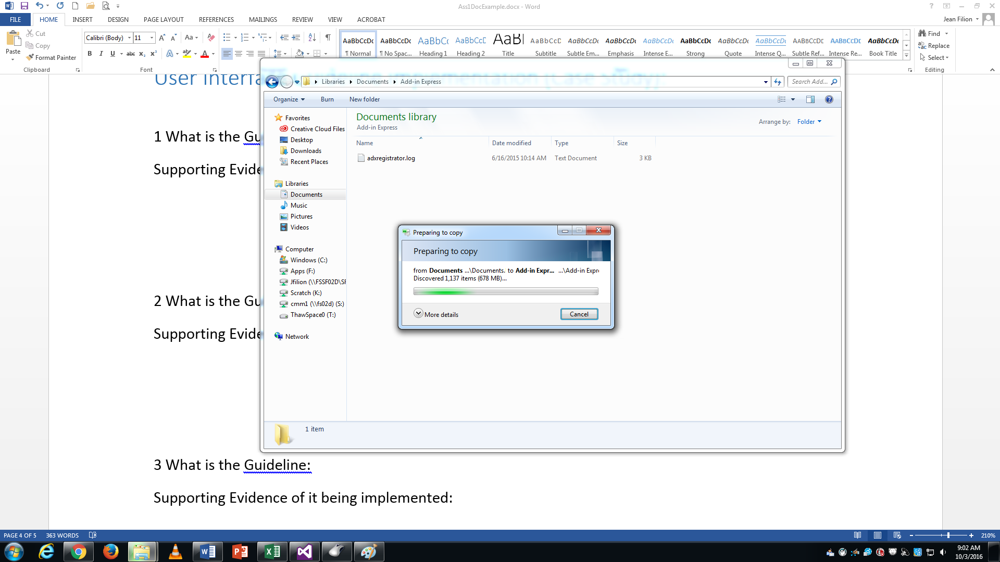 Ass1DocExample.docx - Word
FILE HOME INSERT DESIGN PAGE LAYOUT REFERENCES MAILINGS REVIEW VIEW ACROBAT
Jean Filion
Paste
Cut
Copy
Format Painter
Clipboard
Calibri (Body) 11
Font
AaBbCcDc AaBbCcDc AaBbCc AaBbCcD AaBl AaBbCcD AaBbCcDc AaBbCcDc AaBbCcDc AaBbCcDc AaBbCcDc AaBbCcDc AABBCCDE AABBCCDE AaBbCcDc
¶ Normal ¶ No Spac... Heading 1 Heading 2 Title Subtitle Subtle Em... Emphasis Intense E... Strong Quote Intense Q... Subtle Ref... Intense Re... Book Title
Find
Replace
Select
Editing
User Interfa
1 What is the Gu
Supporting Evide
2 What is the Gu
Supporting Evide
3 What is the Guideline:
Supporting Evidence of it being implemented:
Libraries Documents Add-in Express
Search Add...
Organize Burn New folder
Favorites
Creative Cloud Files
Desktop
Downloads
Recent Places
Libraries
Documents
Music
Pictures
Videos
Computer
Windows (C:)
Apps (F:)
Jfilion (\\FSSF02D\SF
Scratch (K:)
cmm1 (\\fs02d) (S:)
ThawSpace0 (T:)
Network
Documents library
Add-in Express
Arrange by: Folder
Name Date modified Type Size
adxregistrator.log 6/16/2015 10:14 AM Text Document 3 KB
Preparing to copy
Preparing to copy
from Documents ...\Documents. to Add-in Expr... ...\Add-in Expre
Discovered 1,137 items (678 MB)...
More details
Cancel
1 item
PAGE 4 OF 5 363 WORDS
210%
9:02 AM
10/3/2016